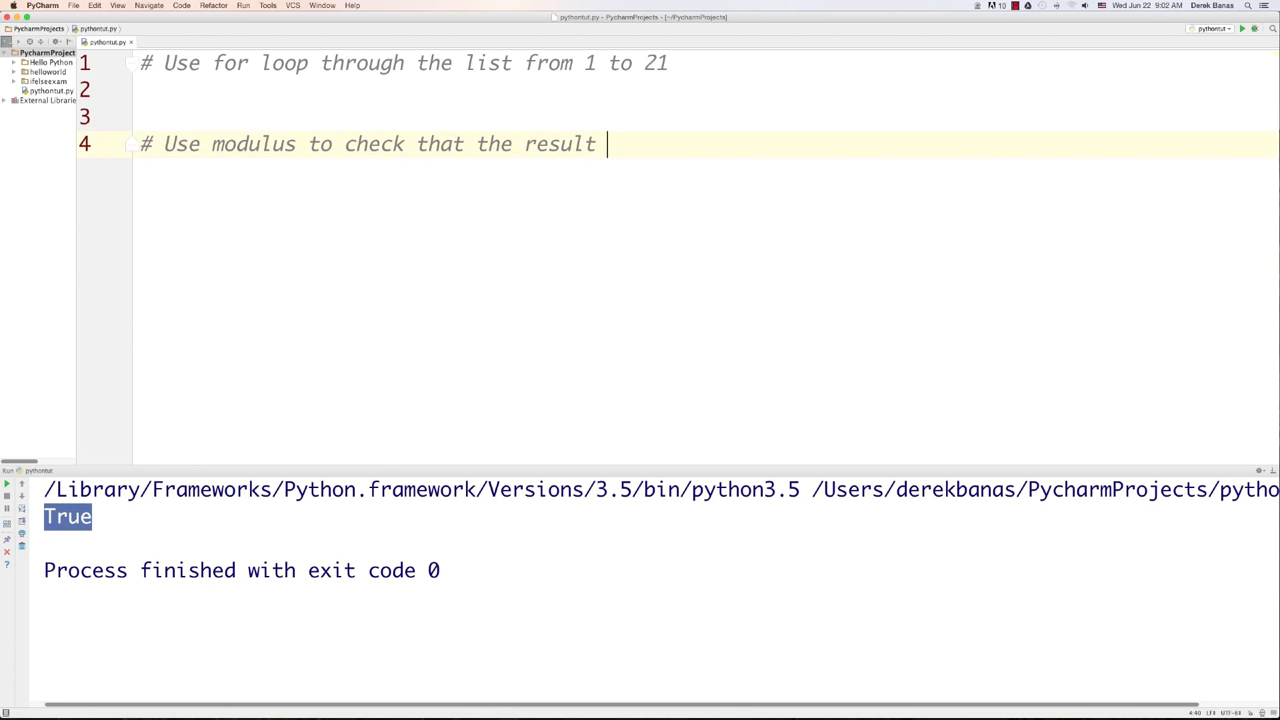 PyCharm File Edit View Navigate Code Refactor Run Tools VCS Window Help 10 Wed Jun 22 9:02 AM Derek Banas
pythontut.py - PycharmProjects - [~/PycharmProjects]
PycharmProjects pythontut.py pythontut
pythontut.py
PycharmProject
Hello Python
helloworld
ifelseexam
pythontut.py
External Librarie
1 # Use for loop through the list from 1 to 21
2
3
4 # Use modulus to check that the result
Run pythontut
/Library/Frameworks/Python.framework/Versions/3.5/bin/python3.5 /Users/derekbanas/PycharmProjects/pytho
True
Process finished with exit code 0
4:40 LF UTF-8